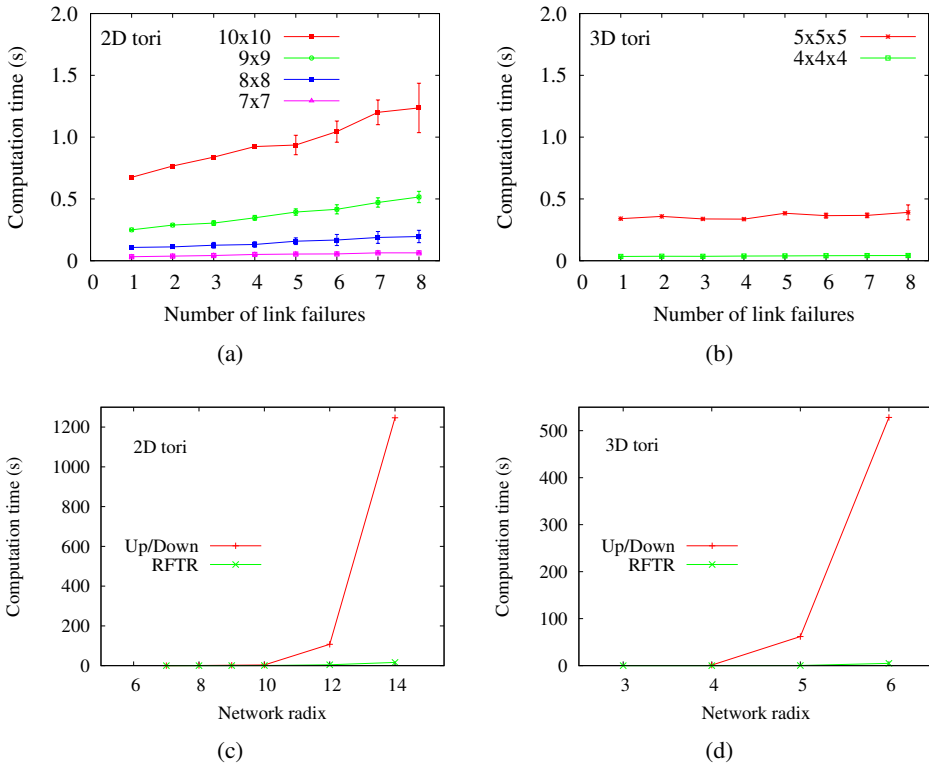 2D tori
10x10
9x9
8x8
7x7
Computation time (s)
2.0
1.5
1.0
0.5
0
0 1 2 3 4 5 6 7 8
Number of link failures
(a)
3D tori
5x5x5
4x4x4
Computation time (s)
2.0
1.5
1.0
0.5
0
0 1 2 3 4 5 6 7 8
Number of link failures
(b)
2D tori
Up/Down
RFTR
Computation time (s)
1200
1000
800
600
400
200
0
6 8 10 12 14
Network radix
(c)
3D tori
Up/Down
RFTR
Computation time (s)
500
400
300
200
100
0
3 4 5 6
Network radix
(d)